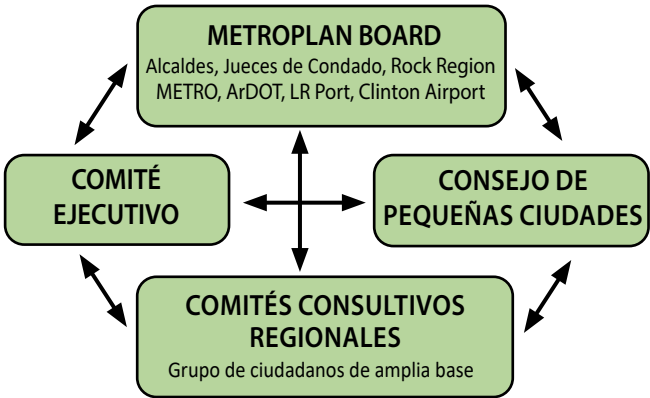 METROPLAN BOARD
Alcaldes, Jueces de Condado, Rock Region
METRO, ArDOT, LR Port, Clinton Airport
COMITÉ
EJECUTIVO
CONSEJO DE
PEQUEÑAS CIUDADES
COMITÉS CONSULTIVOS
REGIONALES
Grupo de ciudadanos de amplia base